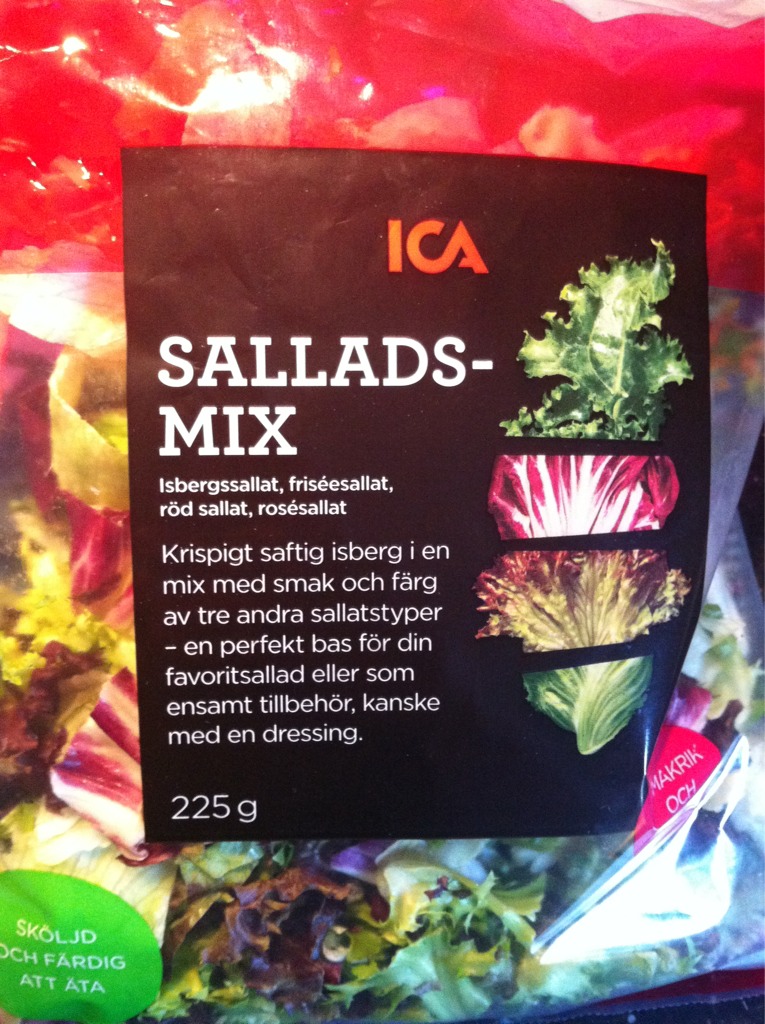 ICA
SALLADS-
MIX
Isbergssallat, friséesallat,
röd sallat, rosésallat
Krispigt saftig isberg i en
mix med smak och färg
av tre andra sallatstyper
– en perfekt bas för din
favoritsallad eller som
ensamt tillbehör, kanske
med en dressing.
225 g
MAKRIK
OCH
SKÖLJD
OCH FÄRDIG
ATT ÄTA